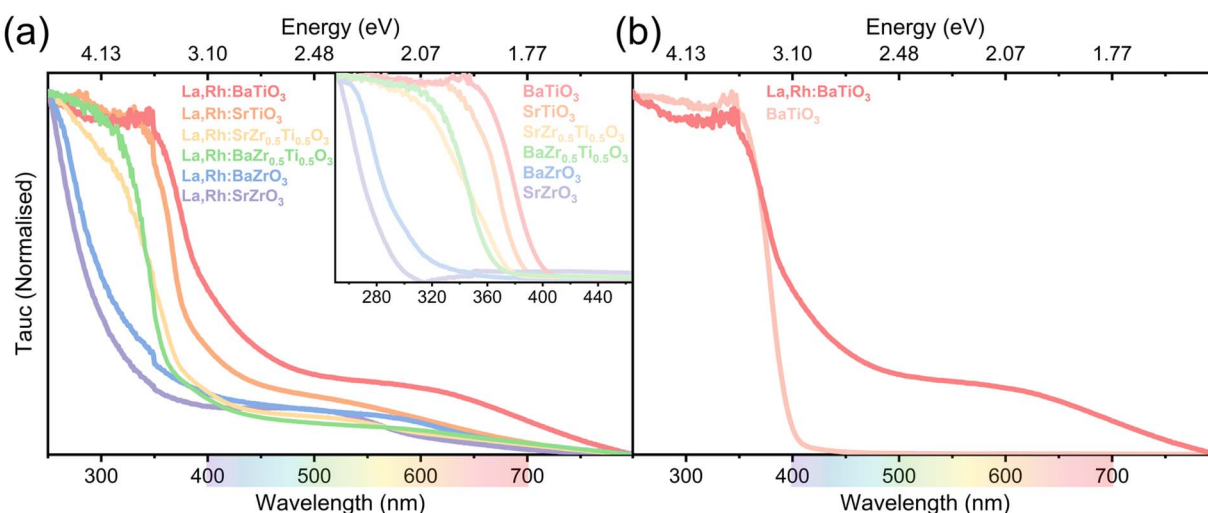 (a)
Energy (eV)
4.13 3.10 2.48 2.07 1.77
La,Rh:BaTiO₃
La,Rh:SrTiO₃
La,Rh:SrZr₀.₅Ti₀.₅O₃
La,Rh:BaZr₀.₅Ti₀.₅O₃
La,Rh:BaZrO₃
La,Rh:SrZrO₃
BaTiO₃
SrTiO₃
SrZr₀.₅Ti₀.₅O₃
BaZr₀.₅Ti₀.₅O₃
BaZrO₃
SrZrO₃
280 320 360 400 440
Tauc (Normalised)
300 400 500 600 700
Wavelength (nm)
(b)
Energy (eV)
4.13 3.10 2.48 2.07 1.77
La,Rh:BaTiO₃
BaTiO₃
300 400 500 600 700
Wavelength (nm)